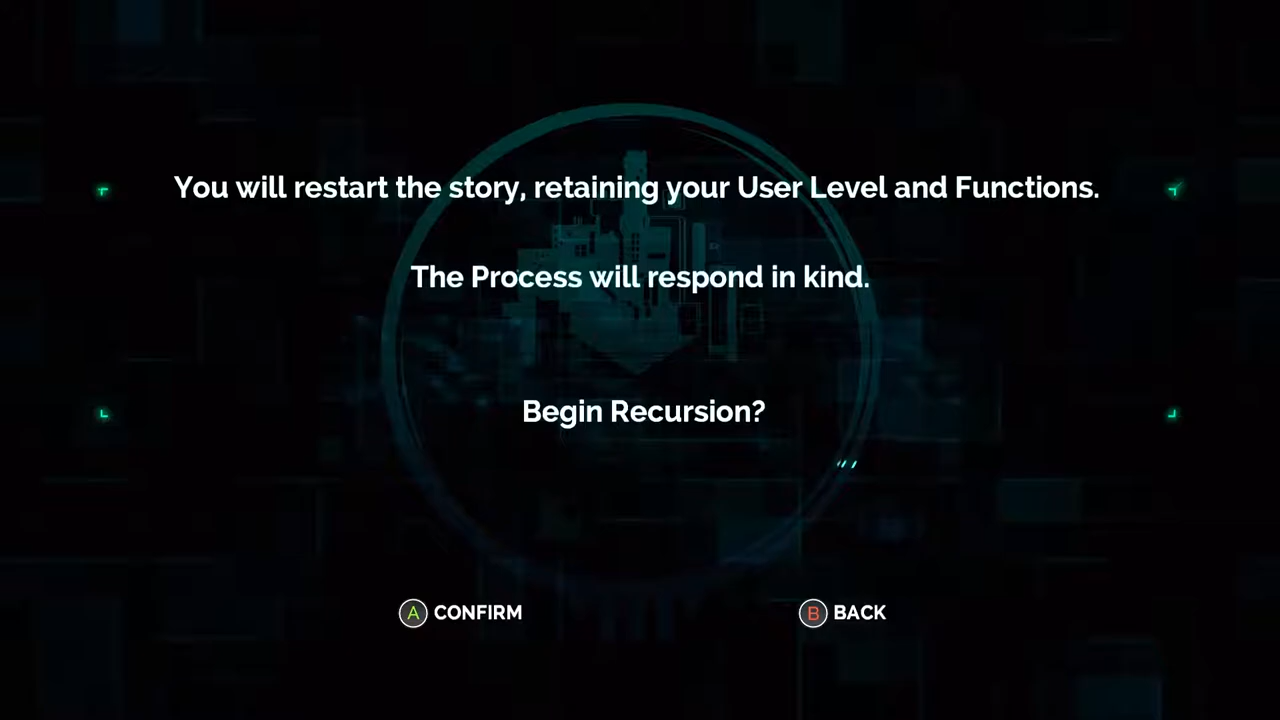 You will restart the story, retaining your User Level and Functions.
The Process will respond in kind.
Begin Recursion?
A CONFIRM
B BACK